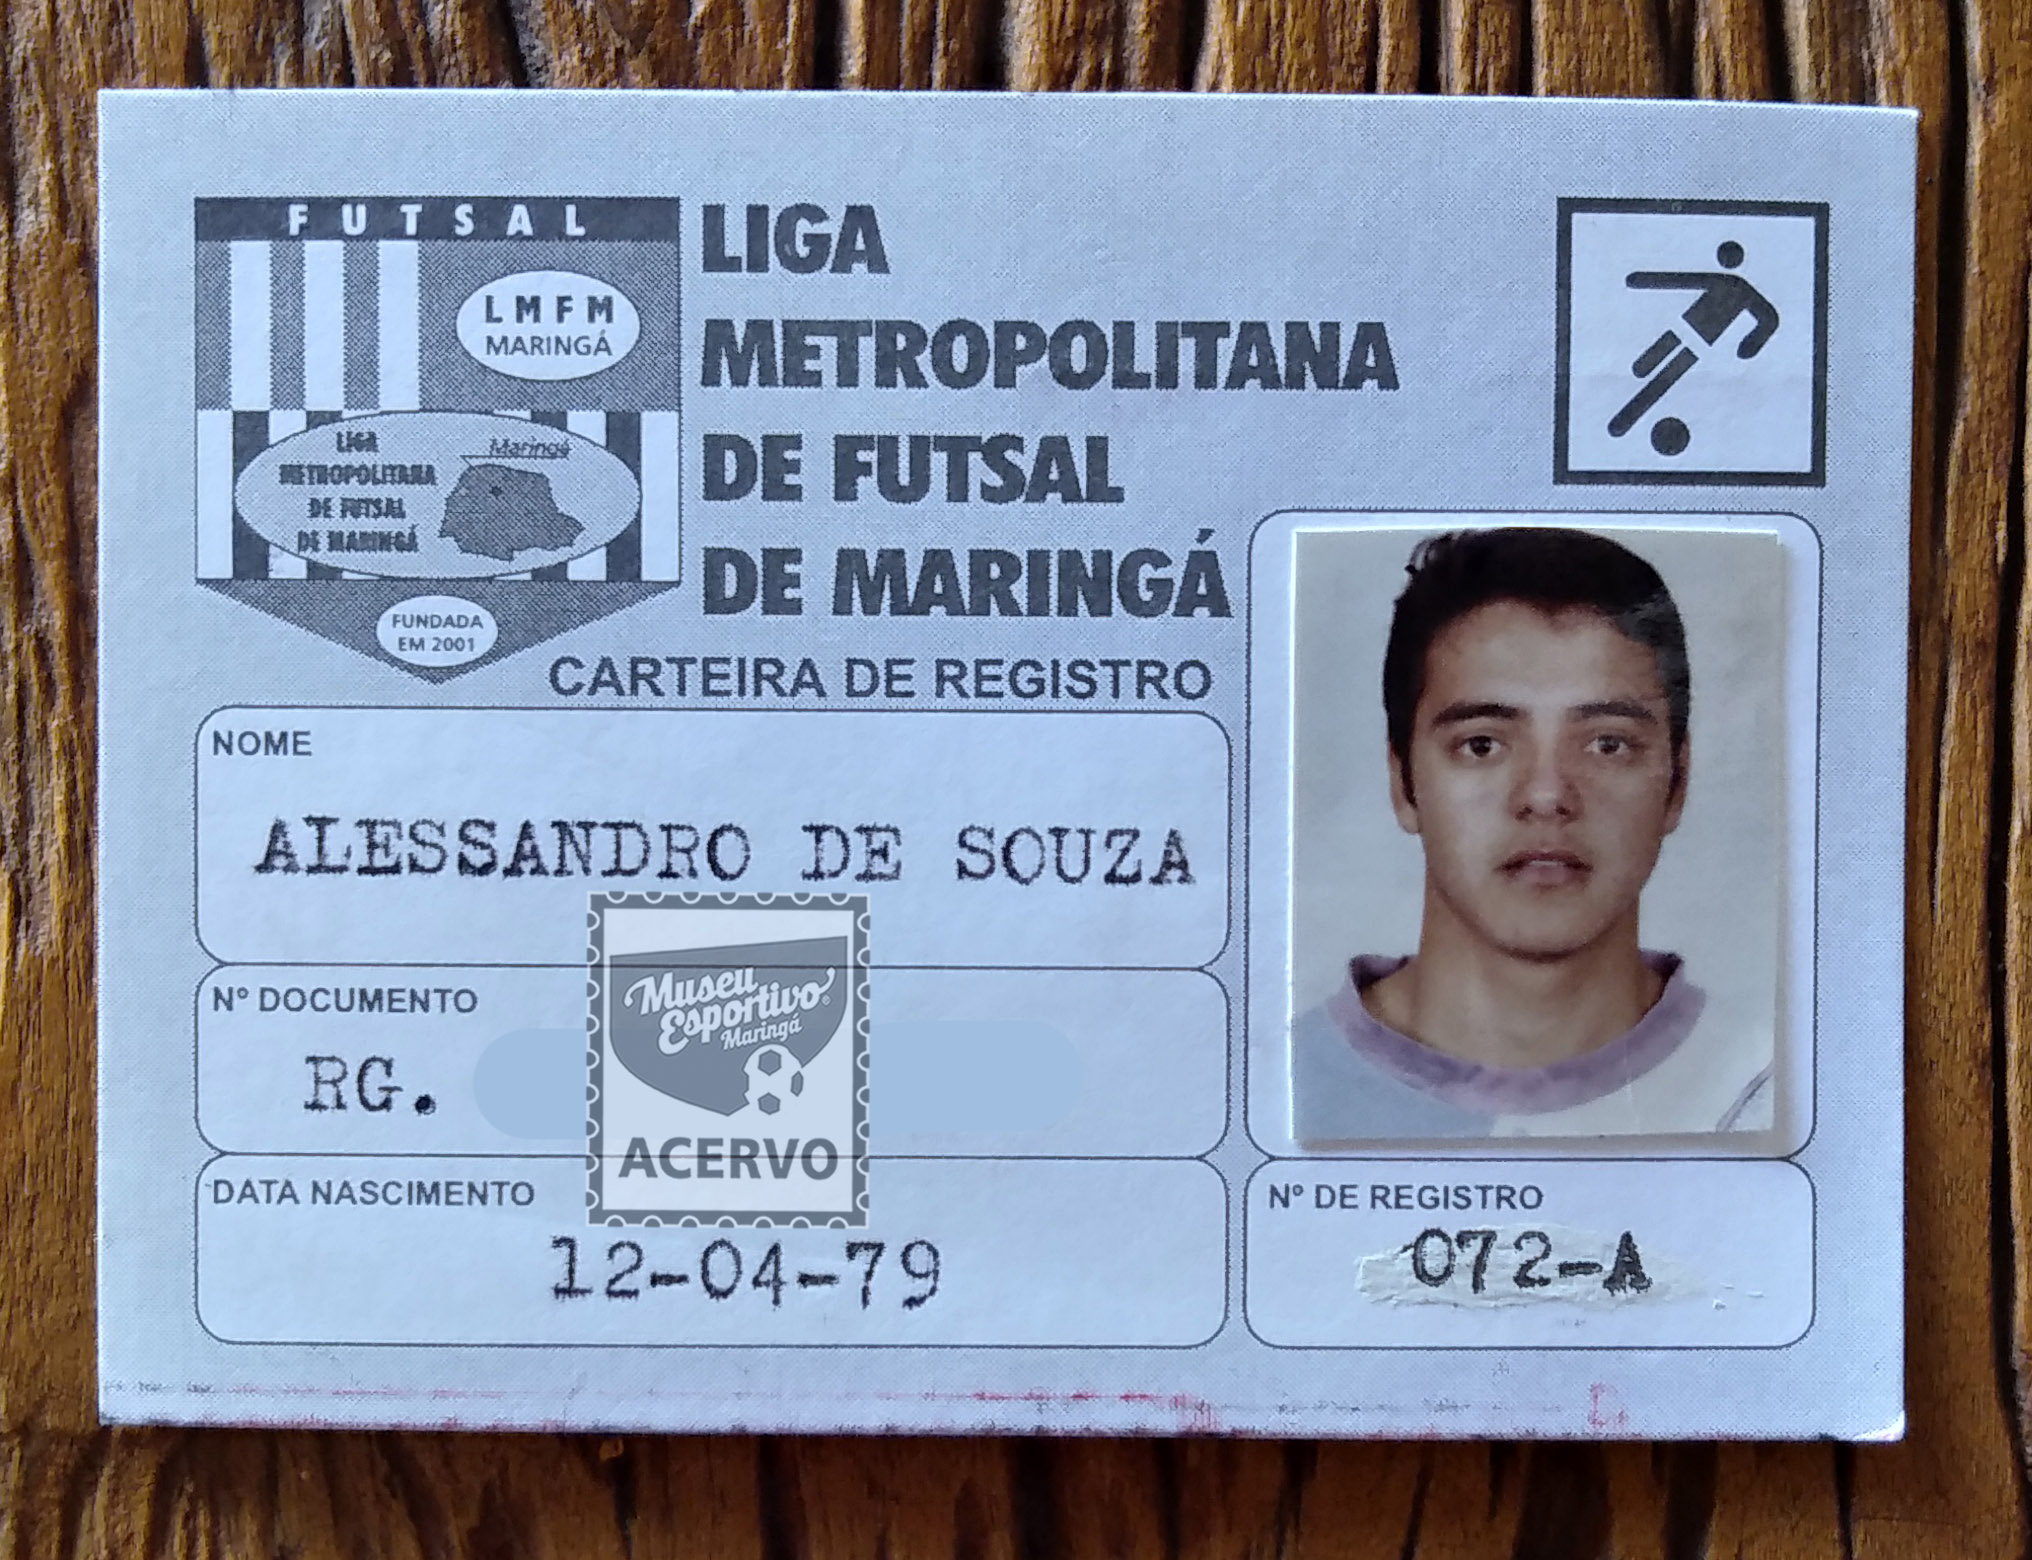 FUTSAL
LMFM
MARINGÁ
LIGA
METROPOLITANA
DE FUTSAL
DE MARINGÁ
Maringá
FUNDADA
EM 2001
LIGA
METROPOLITANA
DE FUTSAL
DE MARINGÁ
CARTEIRA DE REGISTRO
NOME
ALESSANDRO DE SOUZA
Nº DOCUMENTO
RG.
Museu
Esportivo®
Maringá
ACERVO
DATA NASCIMENTO
12-04-79
Nº DE REGISTRO
072-A